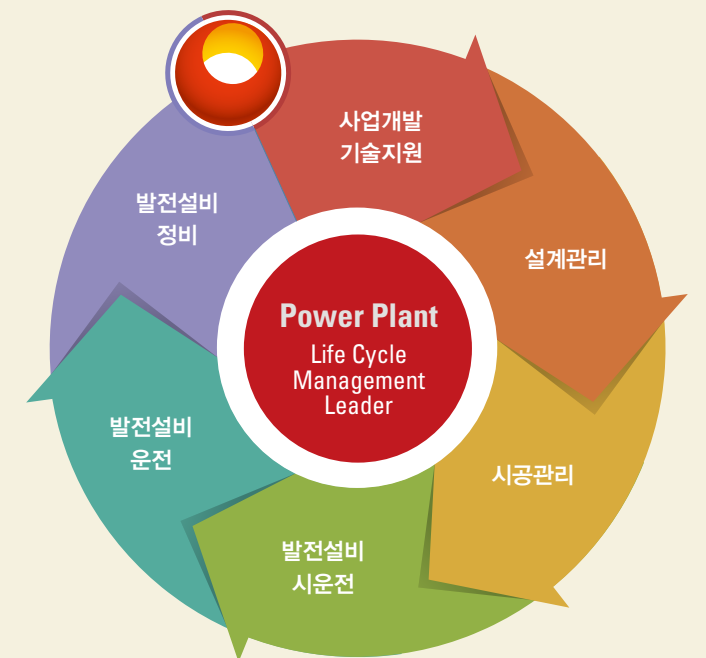 사업개발
기술지원
설계관리
시공관리
발전설비
시운전
발전설비
운전
발전설비
정비
Power Plant
Life Cycle
Management
Leader